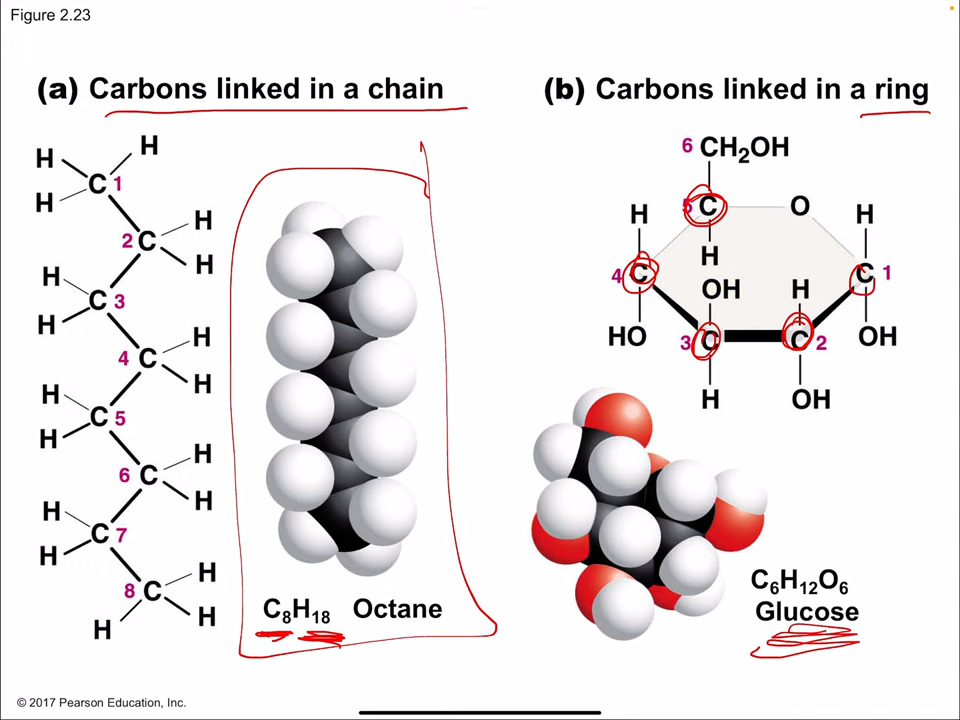 Figure 2.23
(a) Carbons linked in a chain
H H
C 1
H
H
2 C
H
H
C 3
H
H
4 C
H
H
C 5
H
H
6 C
H
H
C 7
H
H
8 C
H
H
C8H18 Octane
(b) Carbons linked in a ring
6 CH2OH
5 C O
H H
H
4 C C 1
OH H
HO 3 C C 2 OH
H OH
C6H12O6
Glucose
© 2017 Pearson Education, Inc.